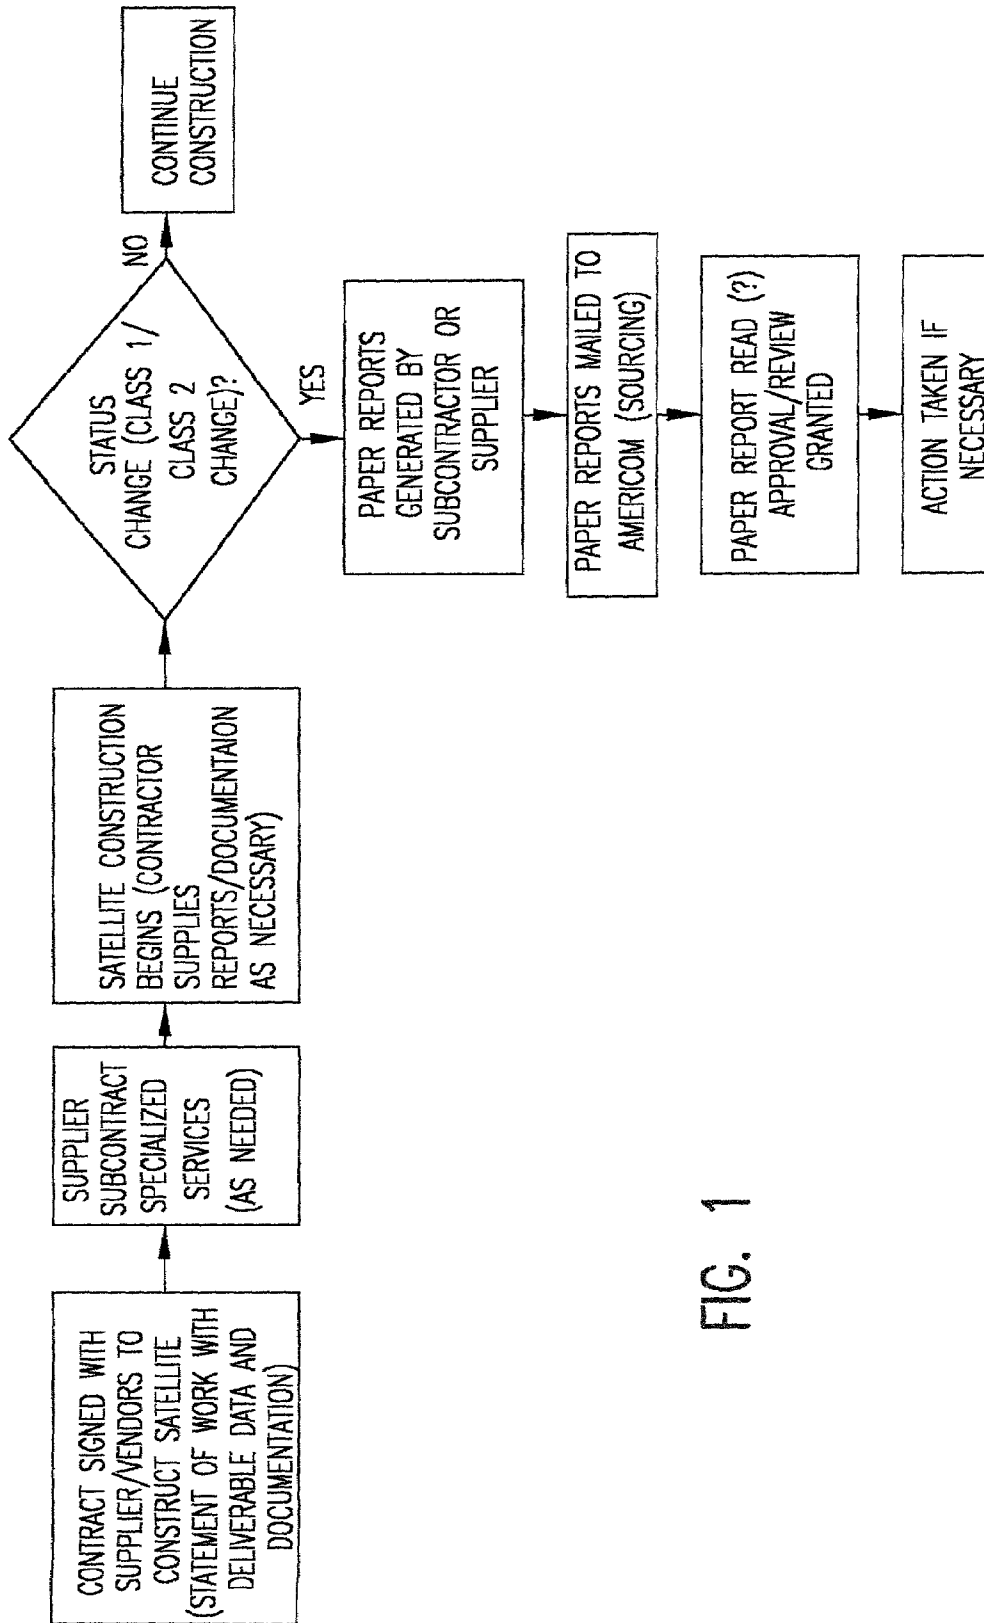 CONTRACT SIGNED WITH
SUPPLIER/VENDORS TO
CONSTRUCT SATELLITE
(STATEMENT OF WORK WITH
DELIVERABLE DATA AND
DOCUMENTATION)
SUPPLIER
SUBCONTRACT
SPECIALIZED
SERVICES
(AS NEEDED)
SATELLITE CONSTRUCTION
BEGINS (CONTRACTOR
SUPPLIES
REPORTS/DOCUMENTAION
AS NECESSARY)
STATUS
CHANGE (CLASS 1/
CLASS 2
CHANGE)?
NO
CONTINUE
CONSTRUCTION
YES
PAPER REPORTS
GENERATED BY
SUBCONTRACTOR OR
SUPPLIER
PAPER REPORTS MAILED TO
AMERICOM (SOURCING)
PAPER REPORT READ (?)
APPROVAL/REVIEW
GRANTED
ACTION TAKEN IF
NECESSARY
FIG. 1